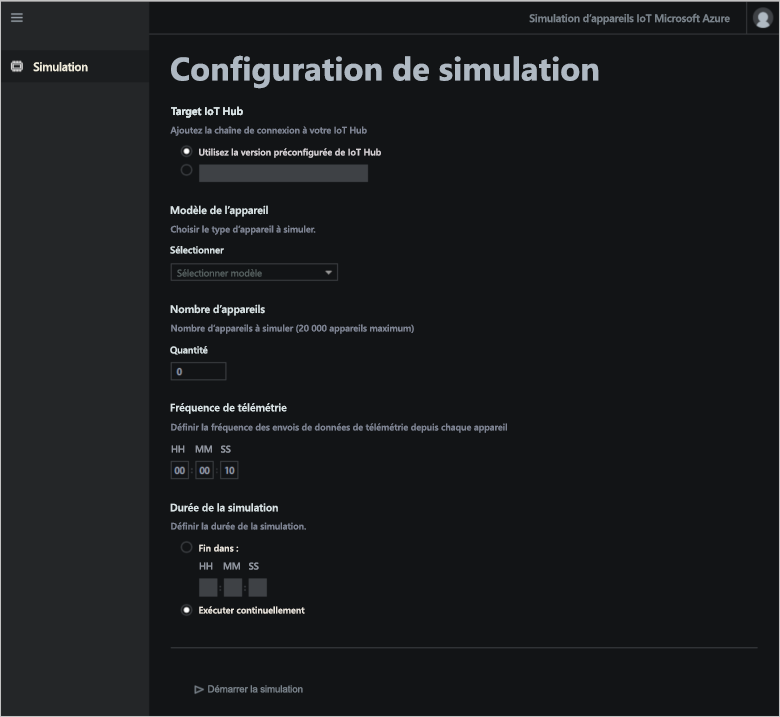 Simulation d'appareils IoT Microsoft Azure
Simulation
Configuration de simulation
Target IoT Hub
Ajoutez la chaîne de connexion à votre IoT Hub
Utilisez la version préconfigurée de IoT Hub
Modèle de l'appareil
Choisir le type d'appareil à simuler.
Sélectionner
Sélectionner modèle
Nombre d'appareils
Nombre d'appareils à simuer (20 000 appareils maximum)
Quantité
0
Fréquence de télémétrie
Définir la fréquence des envois de données de télémétrie depuis chaque appareil
HH MM SS
00 : 00 : 10
Durée de la simulation
Définir la durée de la simulation.
Fin dans :
HH MM SS
: :
Exécuter continuellement
Démarrer la simulation